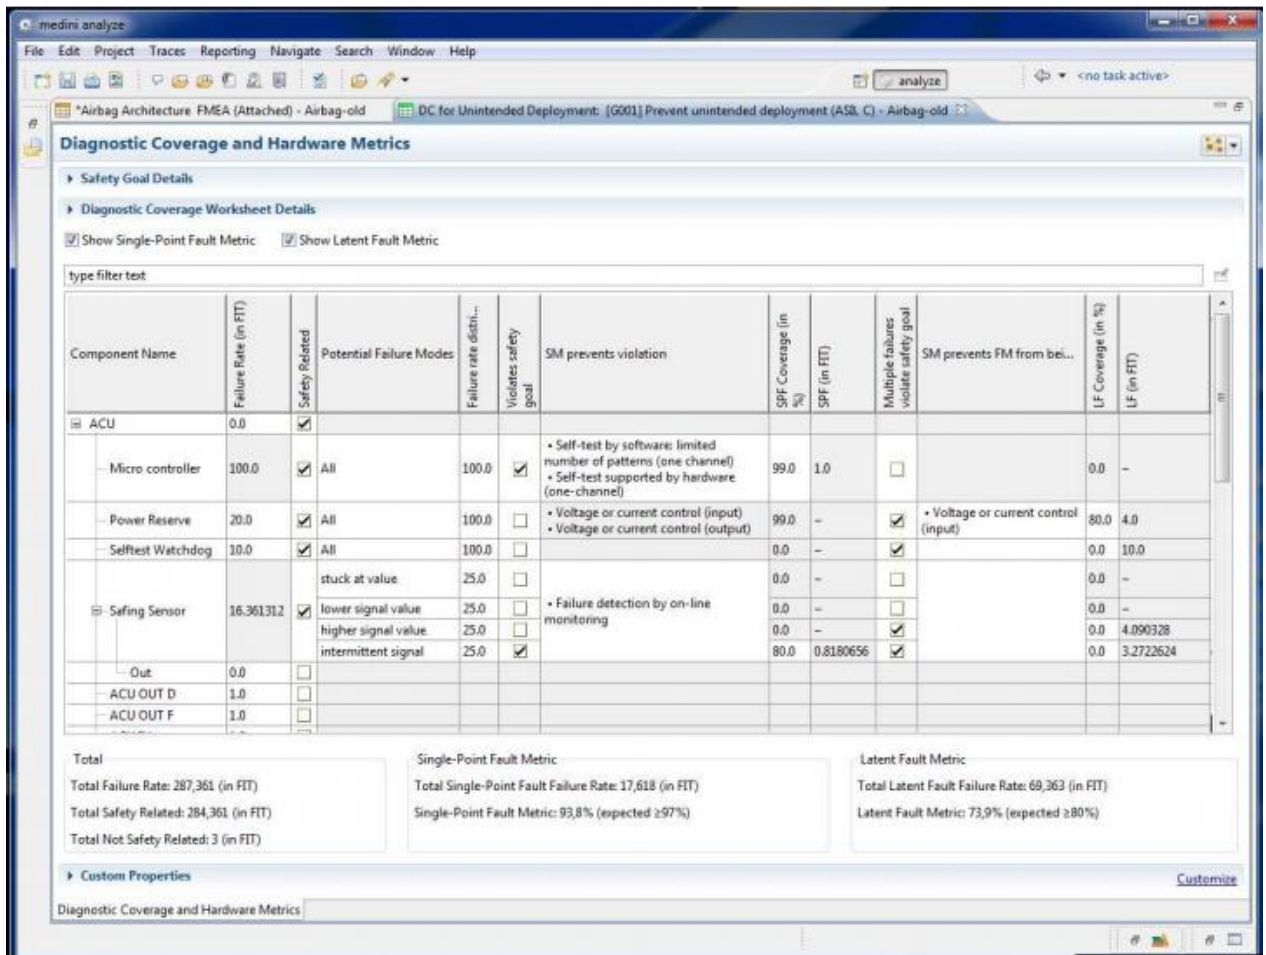 medini analyze
File Edit Project Traces Reporting Navigate Search Window Help
analyze
<no task active>
*Airbag Architecture FMEA (Attached) - Airbag-old
DC for Unintended Deployment: [G001] Prevent unintended deployment (ASIL C) - Airbag-old
Diagnostic Coverage and Hardware Metrics
Safety Goal Details
Diagnostic Coverage Worksheet Details
Show Single-Point Fault Metric Show Latent Fault Metric
type filter text
Component Name
Failure Rate (in FIT)
Safety Related
Potential Failure Modes
Failure rate distri...
Violates safety
goal
SM prevents violation
SPF Coverage (in
%)
SPF (in FIT)
Multiple failures
violate safety goal
SM prevents FM from bei...
LF Coverage (in %)
LF (in FIT)
ACU 0.0
Micro controller 100.0 All 100.0
• Self-test by software: limited
number of patterns (one channel)
• Self-test supported by hardware
(one-channel)
99.0 1.0 0.0 –
Power Reserve 20.0 All 100.0
• Voltage or current control (input)
• Voltage or current control (output)
99.0 –
• Voltage or current control
(input)
80.0 4.0
Selftest Watchdog 10.0 All 100.0 0.0 – 0.0 10.0
Safing Sensor 16.361312
stuck at value 25.0
• Failure detection by on-line
monitoring
0.0 – 0.0 –
lower signal value 25.0 0.0 – 0.0 –
higher signal value 25.0 0.0 – 0.0 4.090328
intermittent signal 25.0 80.0 0.8180656 0.0 3.2722624
Out 0.0
ACU OUT D 1.0
ACU OUT F 1.0
Total
Total Failure Rate: 287,361 (in FIT)
Total Safety Related: 284,361 (in FIT)
Total Not Safety Related: 3 (in FIT)
Single-Point Fault Metric
Total Single-Point Fault Failure Rate: 17,618 (in FIT)
Single-Point Fault Metric: 93,8% (expected ≥97%)
Latent Fault Metric
Total Latent Fault Failure Rate: 69,363 (in FIT)
Latent Fault Metric: 73,9% (expected ≥80%)
Custom Properties
Customize
Diagnostic Coverage and Hardware Metrics